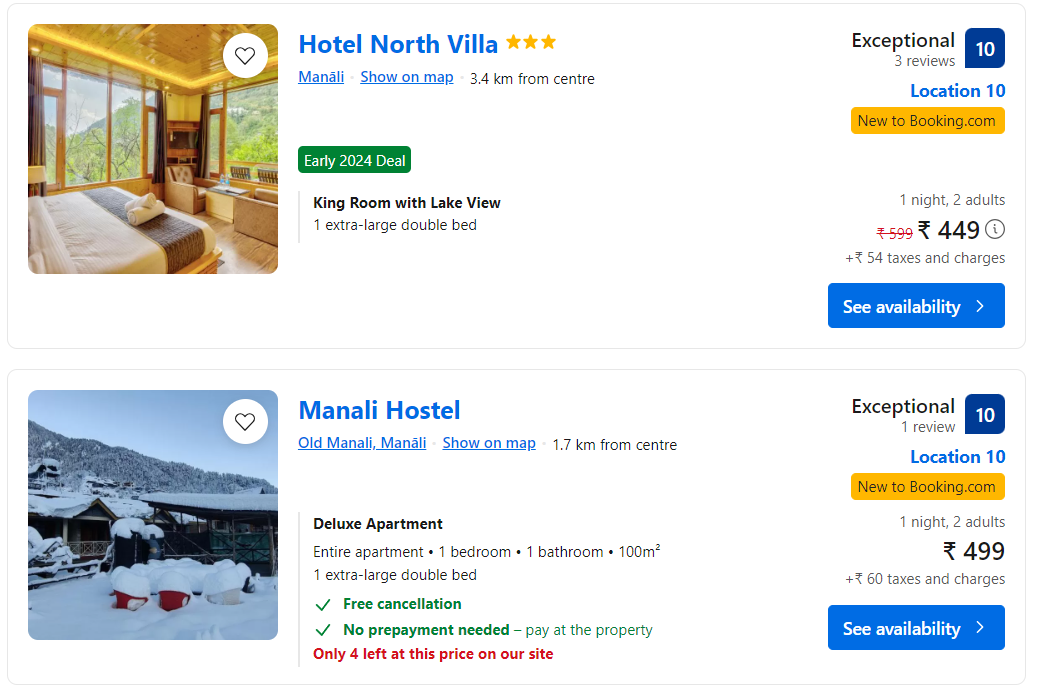 Hotel North Villa
Exceptional 10
3 reviews
Manāli · Show on map · 3.4 km from centre
Location 10
New to Booking.com
Early 2024 Deal
King Room with Lake View
1 extra-large double bed
1 night, 2 adults
₹ 599 ₹ 449
+₹ 54 taxes and charges
See availability
Manali Hostel
Exceptional 10
1 review
Old Manali, Manāli · Show on map · 1.7 km from centre
Location 10
New to Booking.com
Deluxe Apartment
Entire apartment • 1 bedroom • 1 bathroom • 100m²
1 extra-large double bed
Free cancellation
No prepayment needed – pay at the property
Only 4 left at this price on our site
1 night, 2 adults
₹ 499
+₹ 60 taxes and charges
See availability